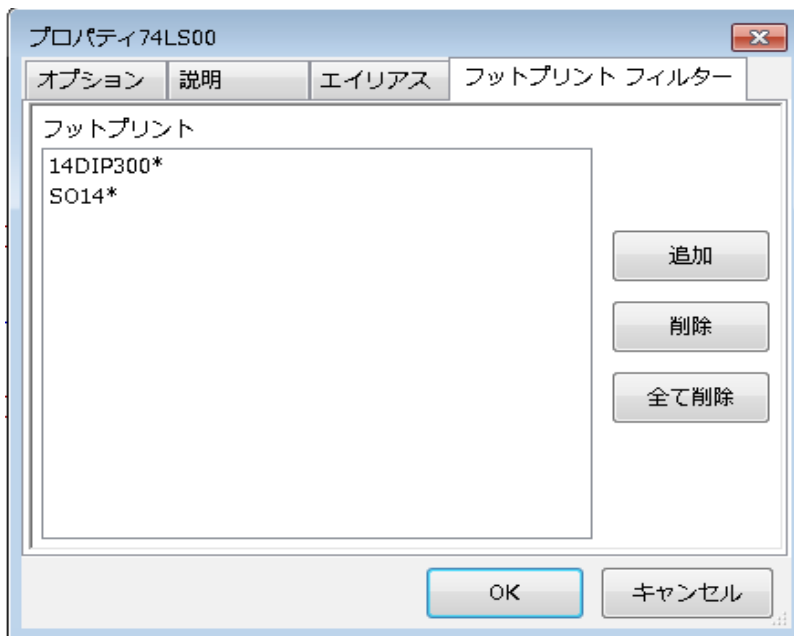 プロパティ74LS00
オプション 説明 エイリアス フットプリント フィルター
フットプリント
14DIP300*
SO14*
追加
削除
全て削除
OK キャンセル